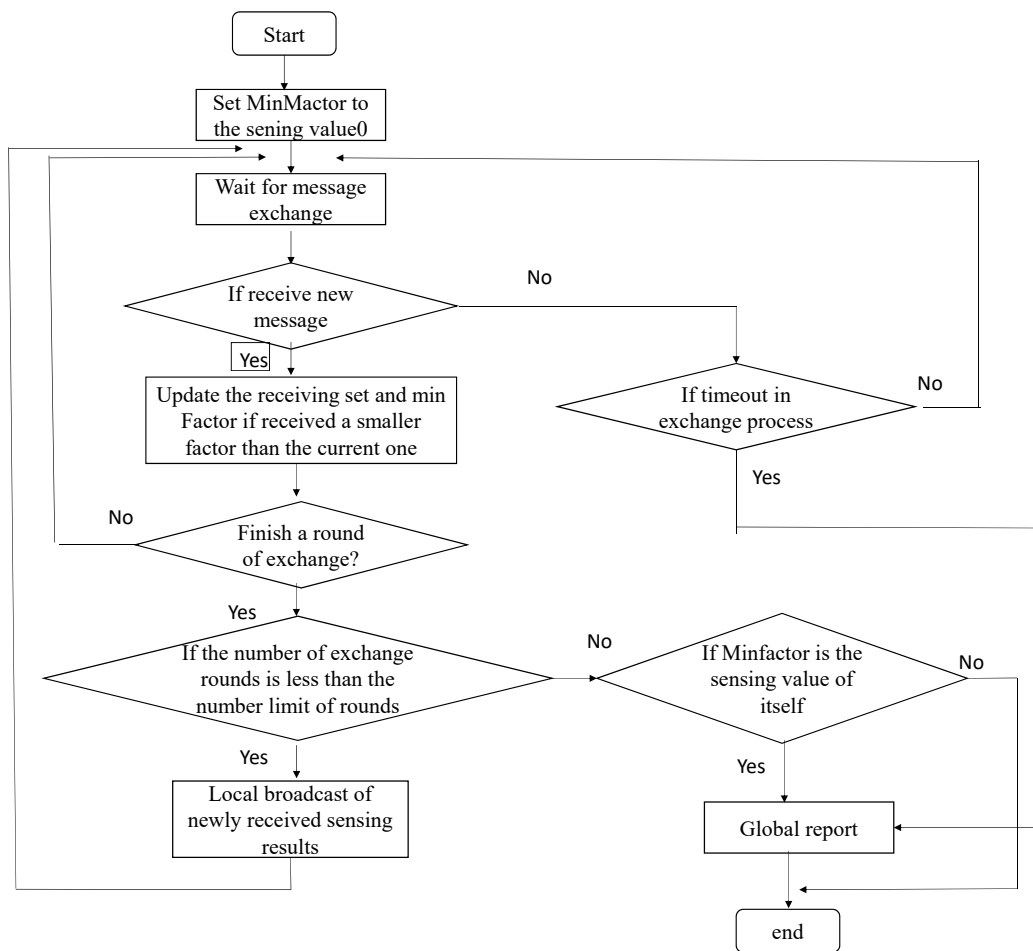 Start
Set MinMactor to
the sening value0
Wait for message
exchange
If receive new
message
No
Yes
Update the receiving set and min
Factor if received a smaller
factor than the current one
If timeout in
exchange process
No
Yes
Finish a round
of exchange?
No
Yes
If the number of exchange
rounds is less than the
number limit of rounds
No
If Minfactor is the
sensing value of
itself
No
Yes
Yes
Local broadcast of
newly received sensing
results
Global report
end